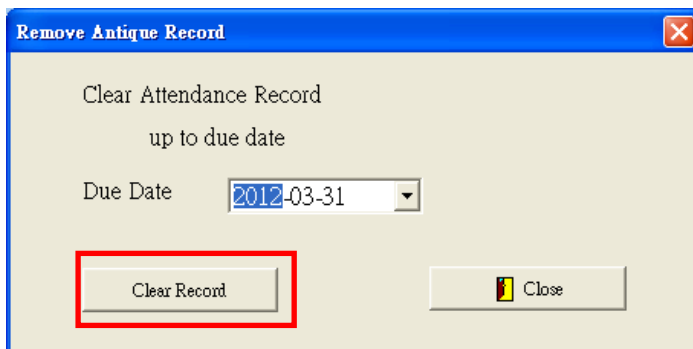 Remove Antique Record
Clear Attendance Record
up to due date
Due Date 2012-03-31
Clear Record Close